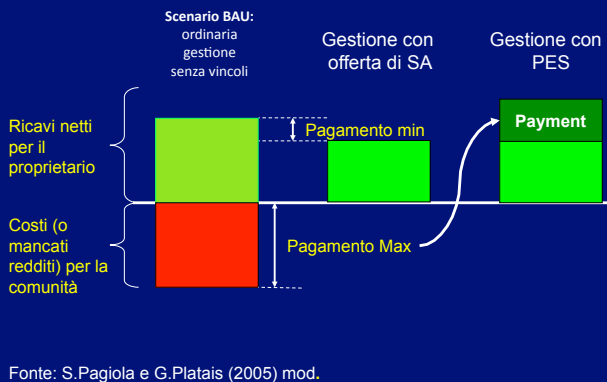 Scenario BAU:
ordinaria
gestione
senza vincoli
Gestione con
offerta di SA
Gestione con
PES
Ricavi netti
per il
proprietario
Pagamento min
Payment
Costi (o
mancati
redditi) per la
comunità
Pagamento Max
Fonte: S.Pagiola e G.Platais (2005) mod.